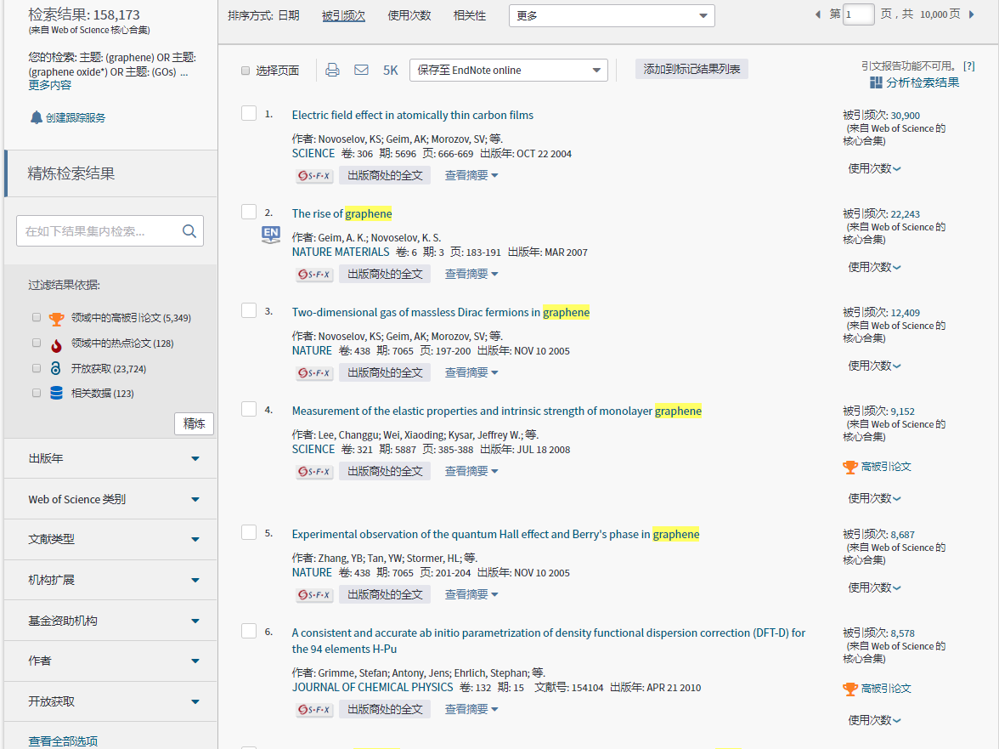 检索结果: 158,173
(来自 Web of Science 核心合集)
您的检索: 主题: (graphene) OR 主题:
(graphene oxide*) OR 主题: (GOs) ...
更多内容
创建跟踪服务
精炼检索结果
在如下结果集内检索...
过滤结果依据:
领域中的高被引论文 (5,349)
领域中的热点论文 (128)
开放获取 (23,724)
相关数据 (123)
精炼
出版年
Web of Science 类别
文献类型
机构扩展
基金资助机构
作者
开放获取
查看全部选项
排序方式: 日期 被引频次 使用次数 相关性 更多
第 1 页，共 10,000 页
选择页面 5K 保存至 EndNote online 添加到标记结果列表
引文报告功能不可用。 [?]
分析检索结果
1. Electric field effect in atomically thin carbon films
作者: Novoselov, KS; Geim, AK; Morozov, SV; 等.
SCIENCE 卷: 306 期: 5696 页: 666-669 出版年: OCT 22 2004
S·F·X 出版商处的全文 查看摘要
被引频次: 30,900
(来自 Web of Science 的
核心合集)
使用次数
2. The rise of graphene
EN
作者: Geim, A. K.; Novoselov, K. S.
NATURE MATERIALS 卷: 6 期: 3 页: 183-191 出版年: MAR 2007
S·F·X 出版商处的全文 查看摘要
被引频次: 22,243
(来自 Web of Science 的
核心合集)
使用次数
3. Two-dimensional gas of massless Dirac fermions in graphene
作者: Novoselov, KS; Geim, AK; Morozov, SV; 等.
NATURE 卷: 438 期: 7065 页: 197-200 出版年: NOV 10 2005
S·F·X 出版商处的全文 查看摘要
被引频次: 12,409
(来自 Web of Science 的
核心合集)
使用次数
4. Measurement of the elastic properties and intrinsic strength of monolayer graphene
作者: Lee, Changgu; Wei, Xiaoding; Kysar, Jeffrey W.; 等.
SCIENCE 卷: 321 期: 5887 页: 385-388 出版年: JUL 18 2008
S·F·X 出版商处的全文 查看摘要
被引频次: 9,152
(来自 Web of Science 的
核心合集)
高被引论文
使用次数
5. Experimental observation of the quantum Hall effect and Berry's phase in graphene
作者: Zhang, YB; Tan, YW; Stormer, HL; 等.
NATURE 卷: 438 期: 7065 页: 201-204 出版年: NOV 10 2005
S·F·X 出版商处的全文 查看摘要
被引频次: 8,687
(来自 Web of Science 的
核心合集)
使用次数
6. A consistent and accurate ab initio parametrization of density functional dispersion correction (DFT-D) for
the 94 elements H-Pu
作者: Grimme, Stefan; Antony, Jens; Ehrlich, Stephan; 等.
JOURNAL OF CHEMICAL PHYSICS 卷: 132 期: 15 文献号: 154104 出版年: APR 21 2010
S·F·X 出版商处的全文 查看摘要
被引频次: 8,578
(来自 Web of Science 的
核心合集)
高被引论文
使用次数